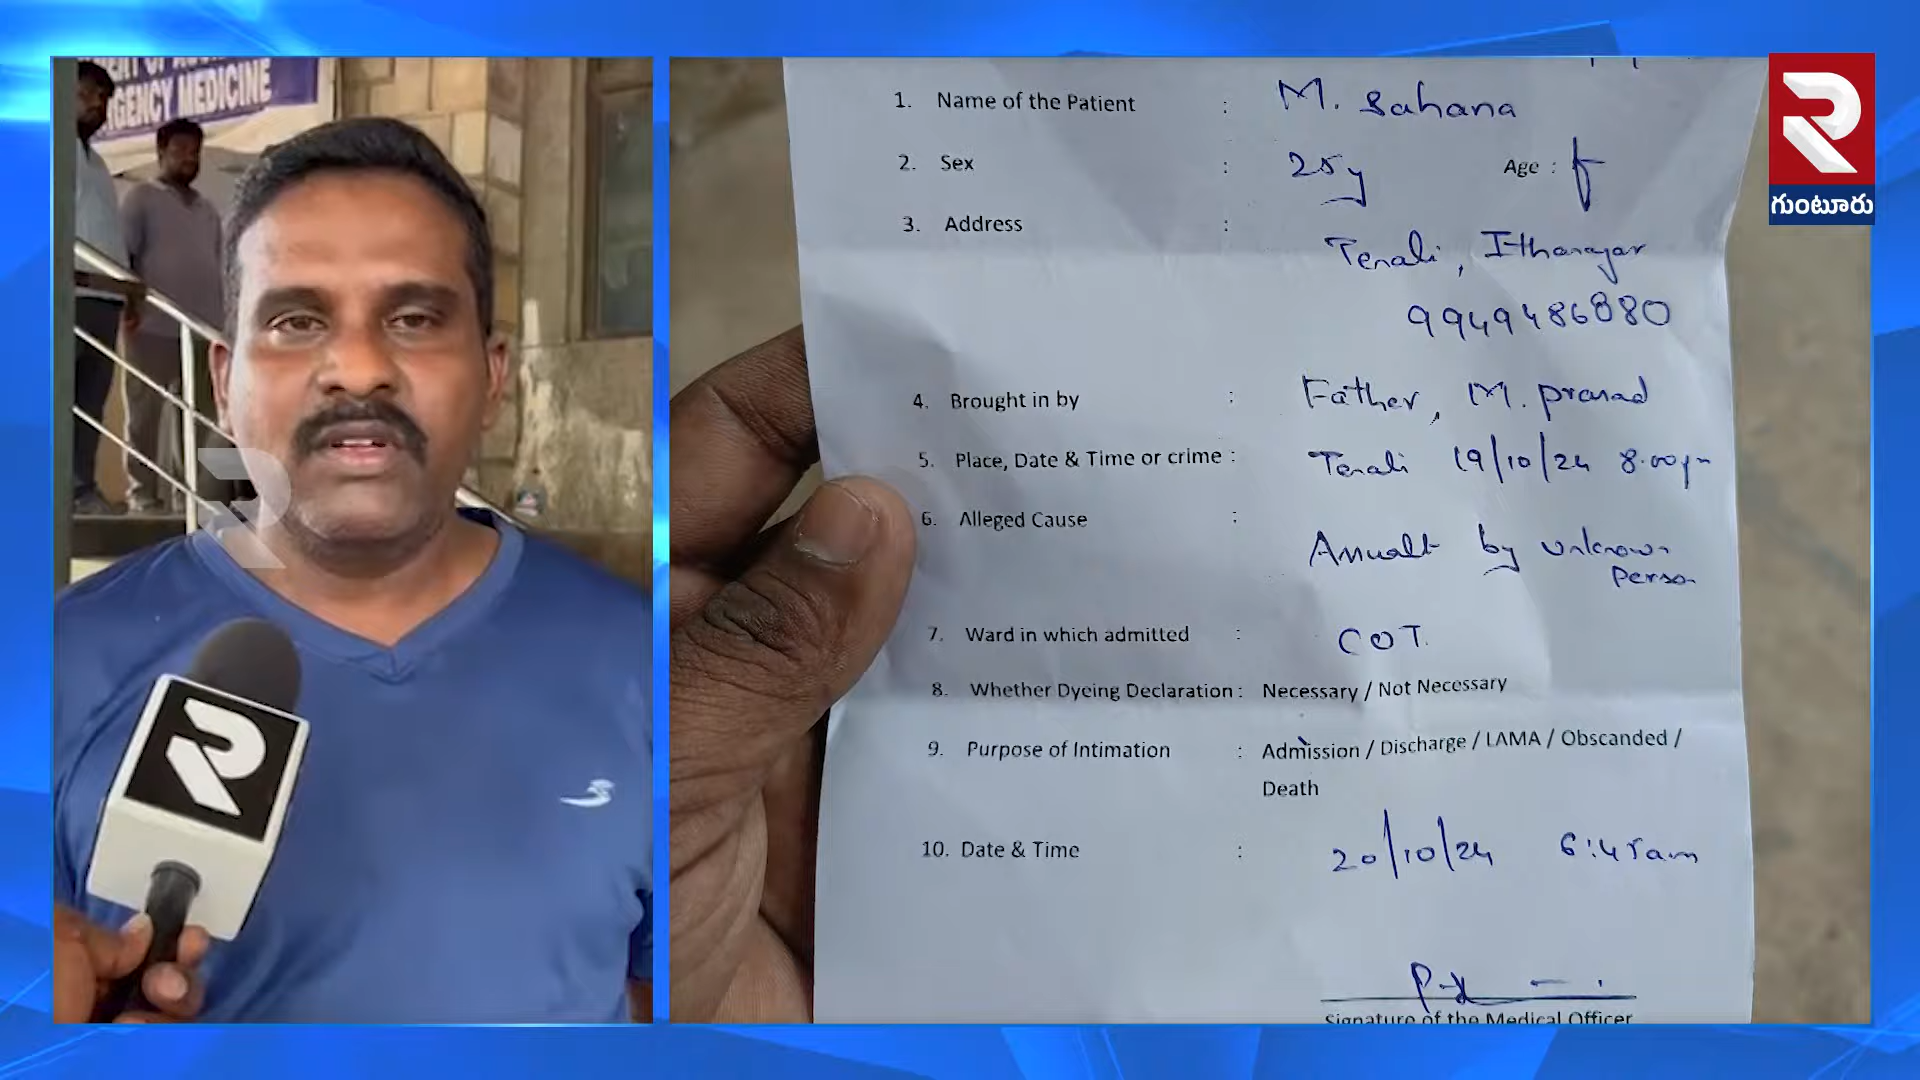 GENCY MEDICINE
గుంటూరు
1. Name of the Patient : M. Sahana
2. Sex : 25y Age : f
3. Address :
Tenali, Ithanagar
9949486880
4. Brought in by : Father, M. prasad
5. Place, Date & Time or crime : Tenali 19/10/24 8.00pm
6. Alleged Cause :
Assault by unknown
person
7. Ward in which admitted : COT.
8. Whether Dyeing Declaration : Necessary / Not Necessary
9. Purpose of Intimation : Admission / Discharge / LAMA / Obscanded /
Death
10. Date & Time : 20/10/24 6:45am
Signature of the Medical Officer